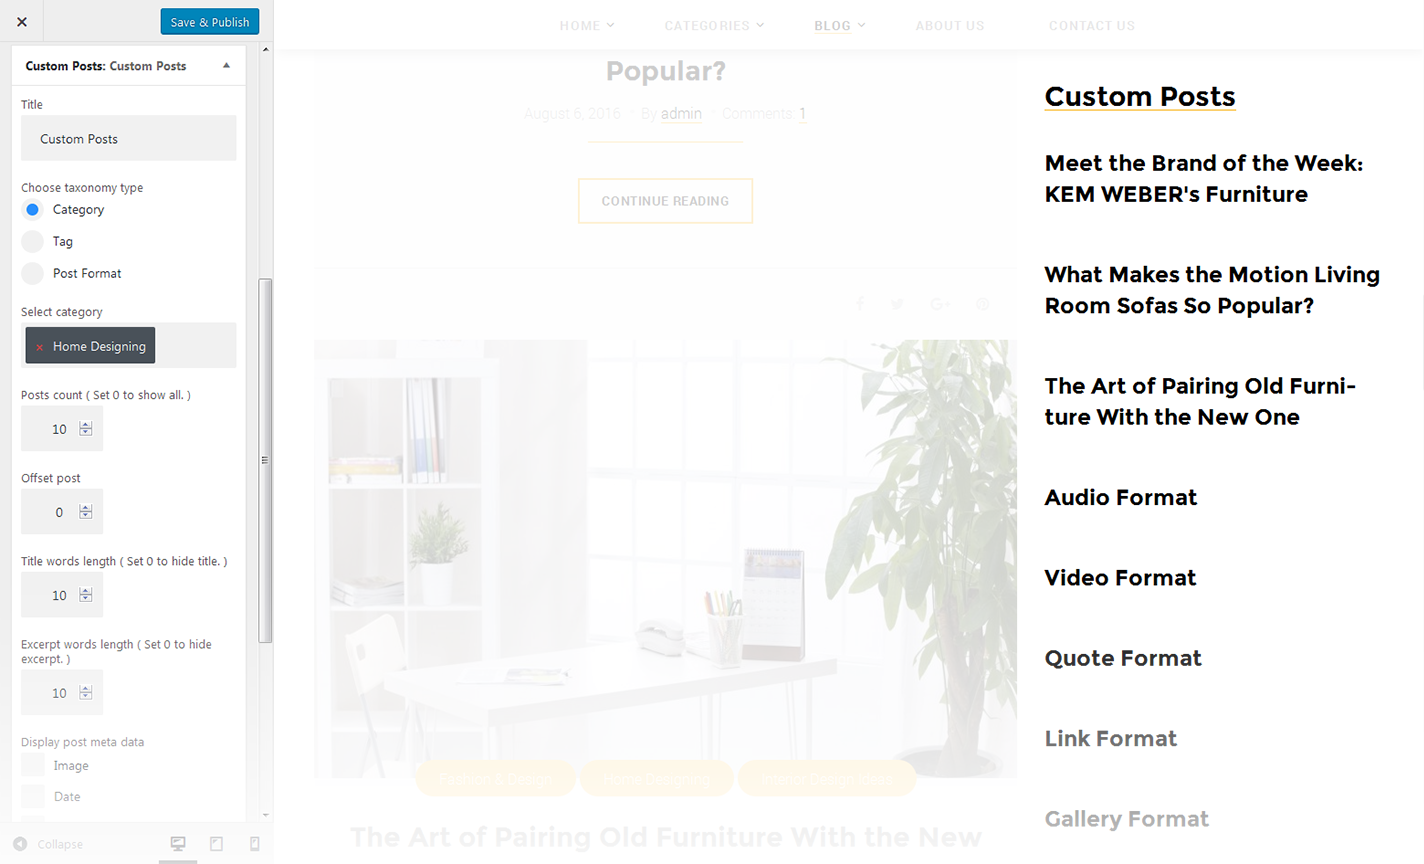 ×
Save & Publish
Custom Posts: Custom Posts
Title
Custom Posts
Choose taxonomy type
Category
Tag
Post Format
Select category
× Home Designing
Posts count ( Set 0 to show all. )
10
Offset post
0
Title words length ( Set 0 to hide title. )
10
Excerpt words length ( Set 0 to hide
excerpt. )
10
Display post meta data
Image
Date
Collapse
HOME CATEGORIES BLOG ABOUT US CONTACT US
Popular?
August 6, 2016 By admin Comments 1
CONTINUE READING
Fashion & Design Home Designing Interior Design Ideas
The Art of Pairing Old Furniture With the New
Custom Posts
Meet the Brand of the Week:
KEM WEBER's Furniture
What Makes the Motion Living
Room Sofas So Popular?
The Art of Pairing Old Furni-
ture With the New One
Audio Format
Video Format
Quote Format
Link Format
Gallery Format